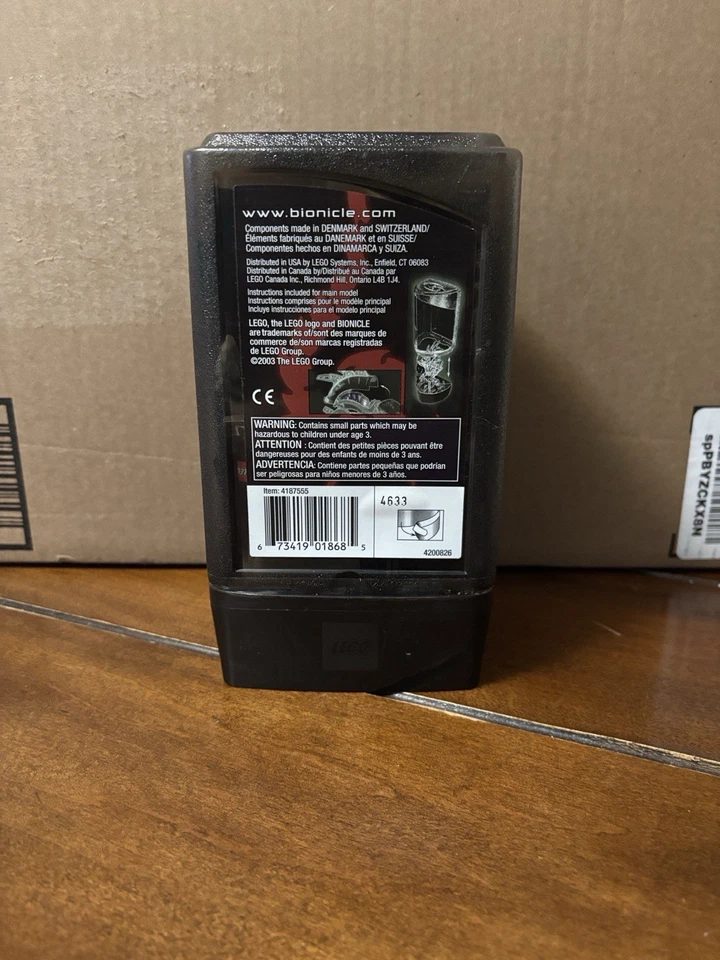 www.bionicle.com
Components made in DENMARK and SWITZERLAND/
Éléments fabriqués au DANEMARK et en SUISSE/
Componentes hechos en DINAMARCA y SUIZA.
Distributed in USA by LEGO Systems, Inc., Enfield, CT 06083
Distributed in Canada by/Distribué au Canada par
LEGO Canada Inc., Richmond Hill, Ontario L4B 1J4.
Instructions included for main model
Instructions comprises pour le modèle principal
Incluye instrucciones para el modelo principal
LEGO, the LEGO logo and BIONICLE
are trademarks of/sont des marques de
commerce de/son marcas registradas
de LEGO Group.
©2003 The LEGO Group.
CE
WARNING: Contains small parts which may be
hazardous to children under age 3.
ATTENTION : Contient des petites pièces pouvant être
dangereuses pour des enfants de moins de 3 ans.
ADVERTENCIA: Contiene partes pequeñas que podrían
ser peligrosas para niños menores de 3 años.
Item: 4187555
4633
6 73419 01868 5
4200826
LEGO
spPBYZCKX8N